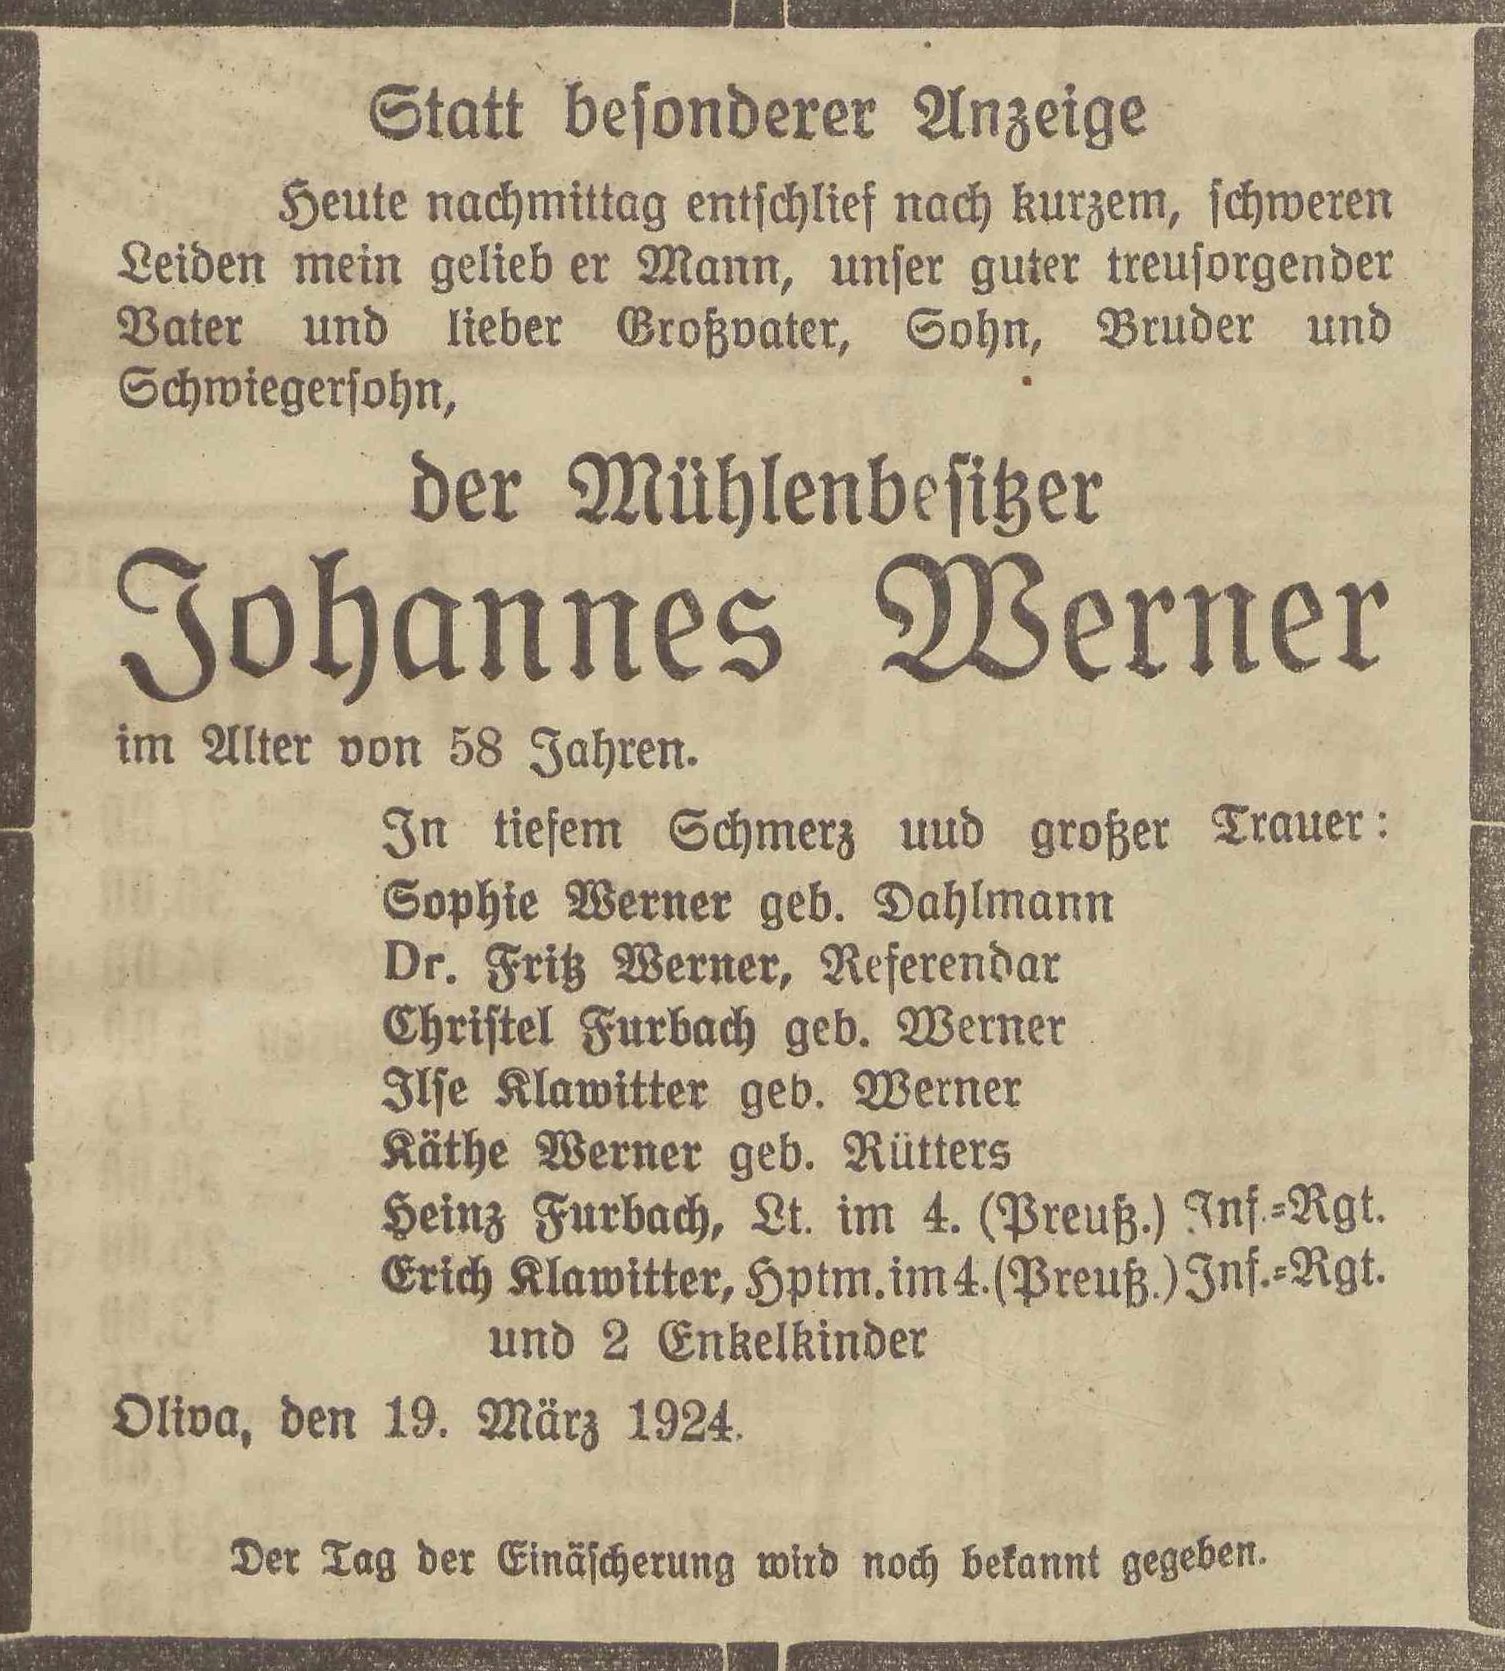 Statt besonderer Anzeige
Heute nachmittag entschlief nach kurzem, schweren
Leiden mein gelieb er Mann, unser guter treusorgender
Vater und lieber Großvater, Sohn, Bruder und
Schwiegersohn,
der Mühlenbesitzer
Johannes Werner
im Alter von 58 Jahren.
In tiefem Schmerz uud großer Trauer:
Sophie Werner geb. Dahlmann
Dr. Fritz Werner, Referendar
Christel Furbach geb. Werner
Ilse Klawitter geb. Werner
Käthe Werner geb. Rütters
Heinz Furbach, Lt. im 4. (Preuß.) Inf.=Rgt.
Erich Klawitter, Hptm. im 4. (Preuß.) Inf.=Rgt.
und 2 Enkelkinder
Oliva, den 19. März 1924.
Der Tag der Einäscherung wird noch bekannt gegeben.